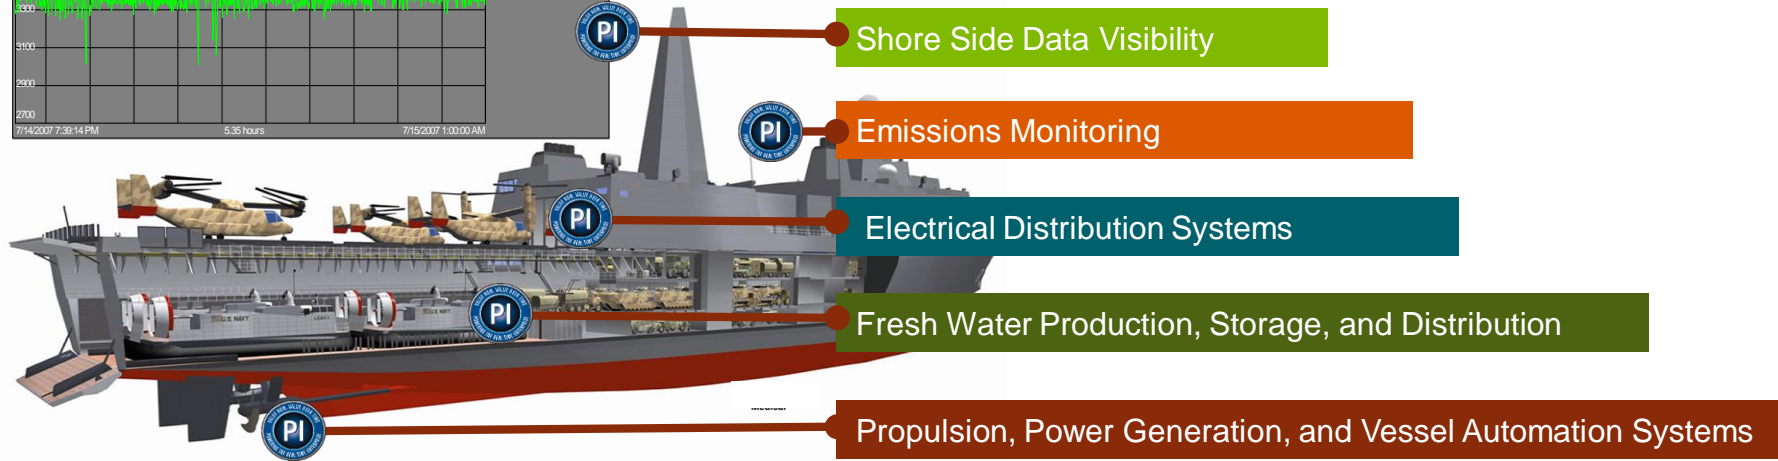 3300
3100
2900
2700
7/14/2007 7:39:14 PM 5.35 hours 7/15/2007 1:00:00 AM
PI
Shore Side Data Visibility
PI
Emissions Monitoring
PI
Electrical Distribution Systems
U.S. NAVY
U.S. NAVY
PI
Fresh Water Production, Storage, and Distribution
PI
Propulsion, Power Generation, and Vessel Automation Systems